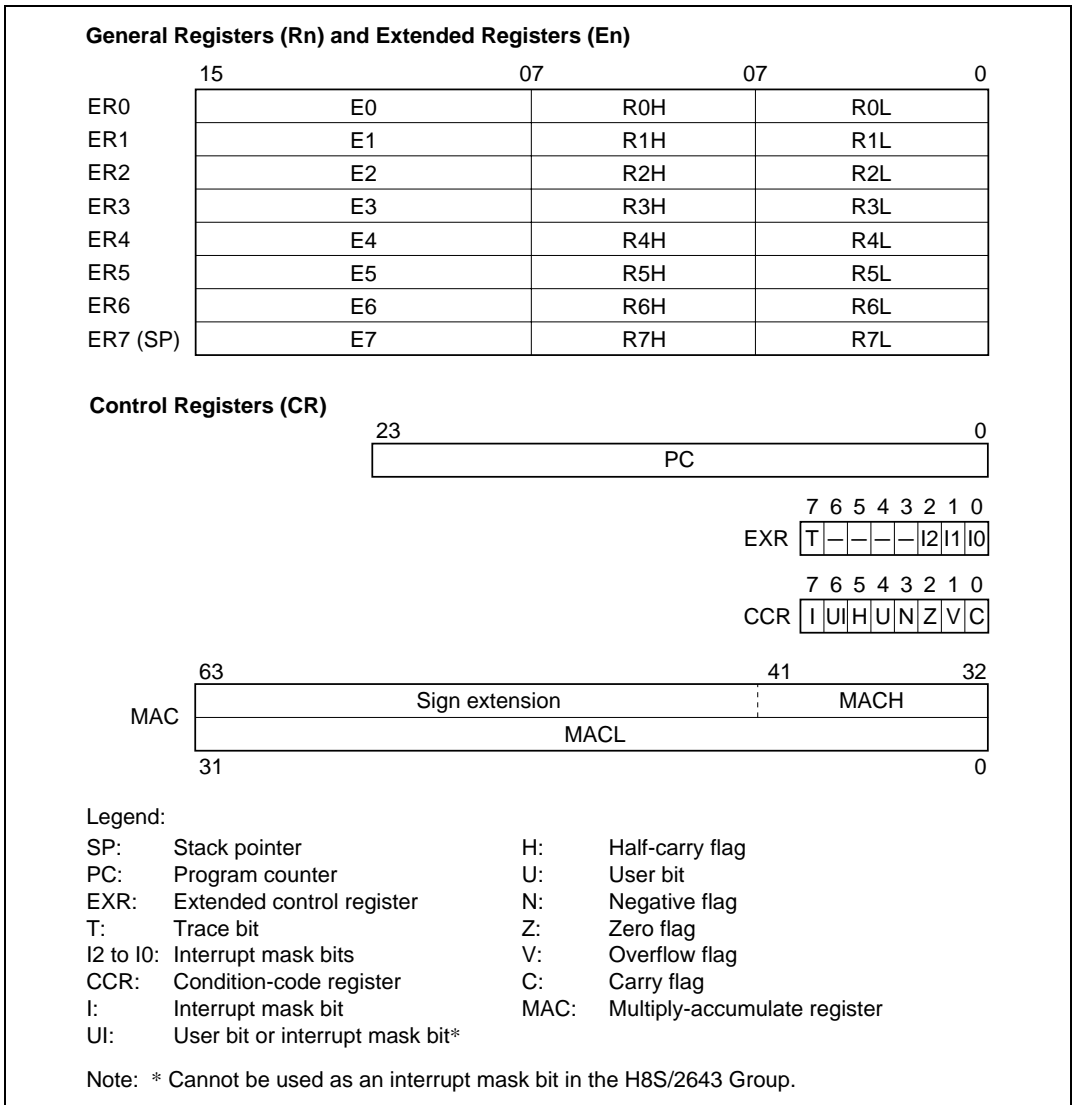 General Registers (Rn) and Extended Registers (En)
15 07 07 0
ER0 E0 R0H R0L
ER1 E1 R1H R1L
ER2 E2 R2H R2L
ER3 E3 R3H R3L
ER4 E4 R4H R4L
ER5 E5 R5H R5L
ER6 E6 R6H R6L
ER7 (SP) E7 R7H R7L
Control Registers (CR)
23 0
PC
7 6 5 4 3 2 1 0
EXR T — — — — I2 I1 I0
7 6 5 4 3 2 1 0
CCR I UI H U N Z V C
63 41 32
Sign extension MACH
MAC
MACL
31 0
Legend:
SP: Stack pointer H: Half-carry flag
PC: Program counter U: User bit
EXR: Extended control register N: Negative flag
T: Trace bit Z: Zero flag
I2 to I0: Interrupt mask bits V: Overflow flag
CCR: Condition-code register C: Carry flag
I: Interrupt mask bit MAC: Multiply-accumulate register
UI: User bit or interrupt mask bit*
Note: * Cannot be used as an interrupt mask bit in the H8S/2643 Group.